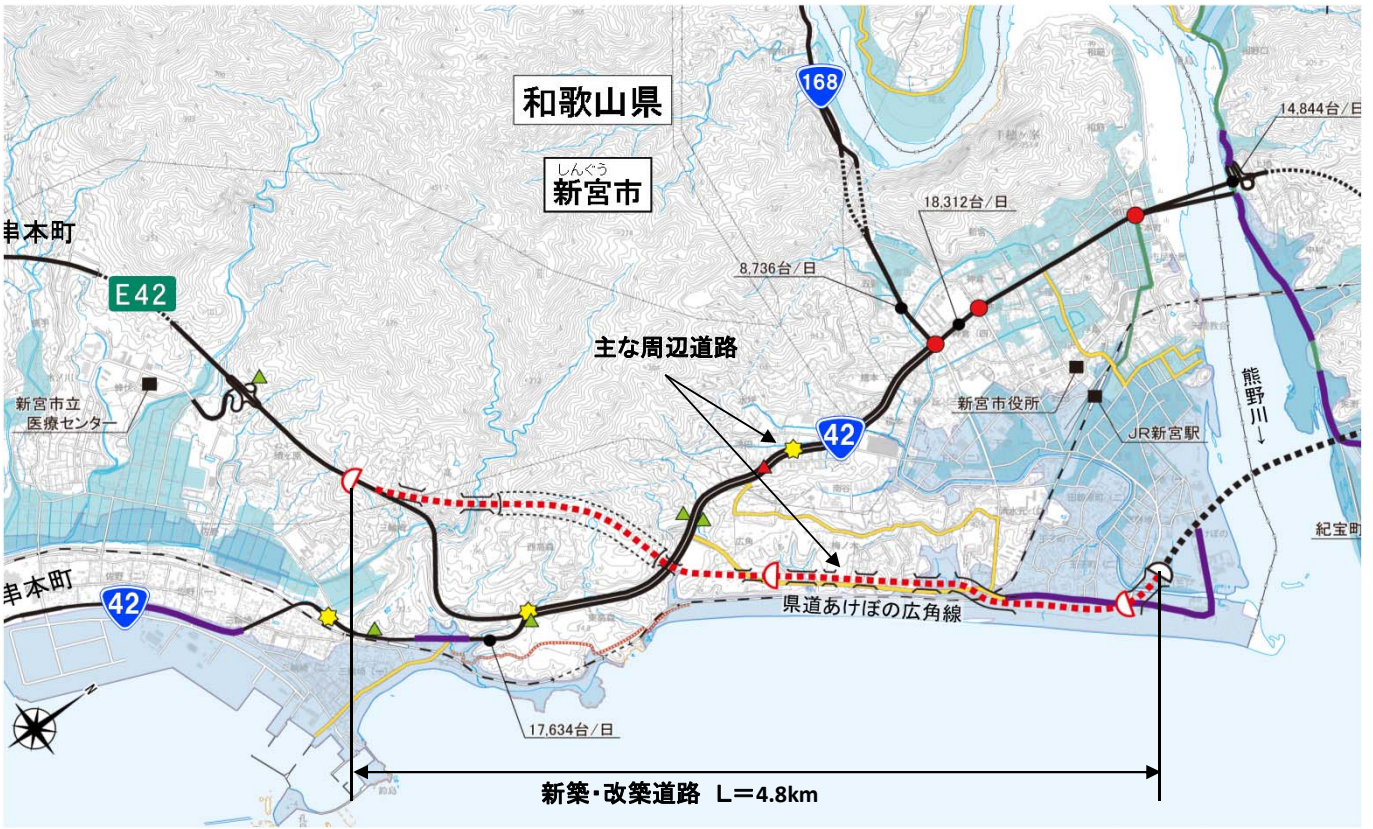 和歌山県
しんぐう
新宮市
168
14,844台/日
18,312台/日
8,736台/日
串本町
E42
主な周辺道路
新宮市立
医療センター
42
新宮市役所
JR新宮駅
熊野川→
紀宝町
串本町
42
県道あけぼの広角線
17,634台/日
N
新築・改築道路 L=4.8km